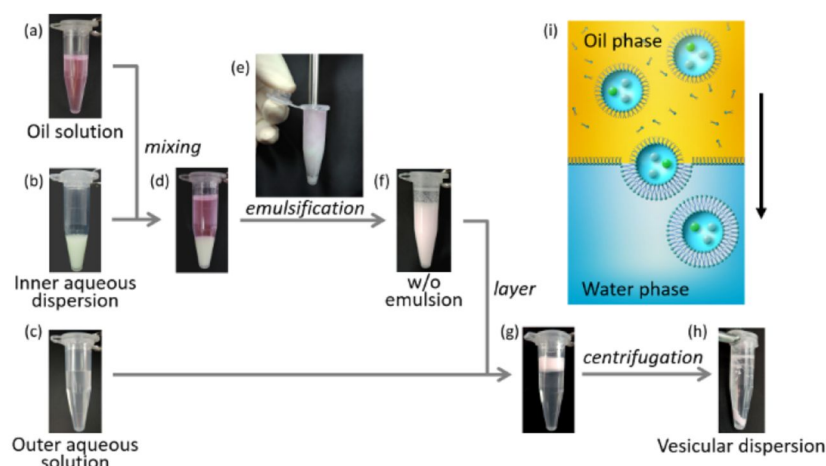 (a)
Oil solution
mixing
(b)
Inner aqueous
dispersion
(c)
Outer aqueous
solution
(d)
(e)
emulsification
(f)
w/o
emulsion
layer
(g)
centrifugation
(h)
Vesicular dispersion
(i)
Oil phase
Water phase